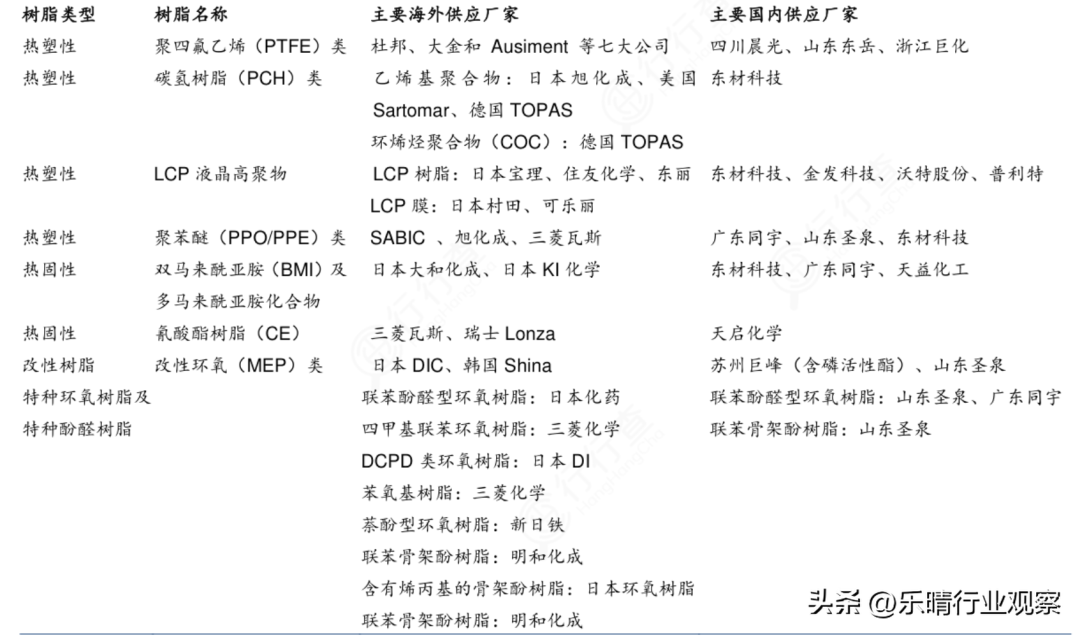 树脂类型 树脂名称 主要海外供应厂家 主要国内供应厂家
热塑性 聚四氟乙烯（PTFE）类 杜邦、大金和 Ausiment 等七大公司 四川晨光、山东东岳、浙江巨化
热塑性 碳氢树脂（PCH）类 乙烯基聚合物：日本旭化成、美国 东材科技
Sartomar、德国 TOPAS
环烯烃聚合物（COC）：德国 TOPAS
热塑性 LCP 液晶高聚物 LCP 树脂：日本宝理、住友化学、东丽 东材科技、金发科技、沃特股份、普利特
LCP 膜：日本村田、可乐丽
热塑性 聚苯醚（PPO/PPE）类 SABIC 、旭化成、三菱瓦斯 广东同宇、山东圣泉、东材科技
热固性 双马来酰亚胺（BMI）及 日本大和化成、日本 KI 化学 东材科技、广东同宇、天益化工
多马来酰亚胺化合物
热固性 氰酸酯树脂（CE） 三菱瓦斯、瑞士 Lonza 天启化学
改性树脂 改性环氧（MEP）类 日本 DIC、韩国 Shina 苏州巨峰（含磷活性酯）、山东圣泉
特种环氧树脂及 联苯酚醛型环氧树脂：日本化药 联苯酚醛型环氧树脂：山东圣泉、广东同宇
特种酚醛树脂 四甲基联苯环氧树脂：三菱化学 联苯骨架酚树脂：山东圣泉
DCPD 类环氧树脂：日本 DI
苯氧基树脂：三菱化学
萘酚型环氧树脂：新日铁
联苯骨架酚树脂：明和化成
含有烯丙基的骨架酚树脂：日本环氧树脂
联苯骨架酚树脂：明和化成
头条 @乐晴行业观察